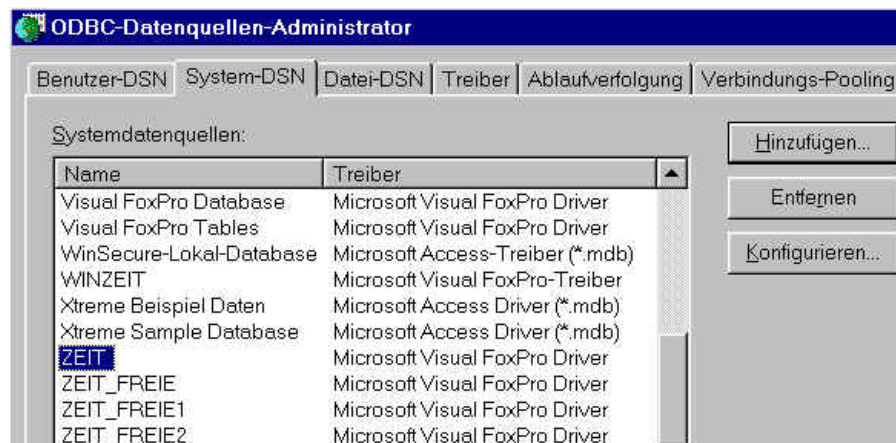 ODBC-Datenquellen-Administrator
Benutzer-DSN System-DSN Datei-DSN Treiber Ablaufverfolgung Verbindungs-Pooling
Systemdatenquellen:
Hinzufügen...
Name Treiber
Visual FoxPro Database Microsoft Visual FoxPro Driver
Entfernen
Visual FoxPro Tables Microsoft Visual FoxPro Driver
WinSecure-Lokal-Database Microsoft Access-Treiber (*.mdb)
Konfigurieren...
WINZEIT Microsoft Visual FoxPro-Treiber
Xtreme Beispiel Daten Microsoft Access Driver (*.mdb)
Xtreme Sample Database Microsoft Access Driver (*.mdb)
ZEIT Microsoft Visual FoxPro Driver
ZEIT_FREIE Microsoft Visual FoxPro Driver
ZEIT_FREIE1 Microsoft Visual FoxPro Driver
ZEIT_FREIE2 Microsoft Visual FoxPro Driver